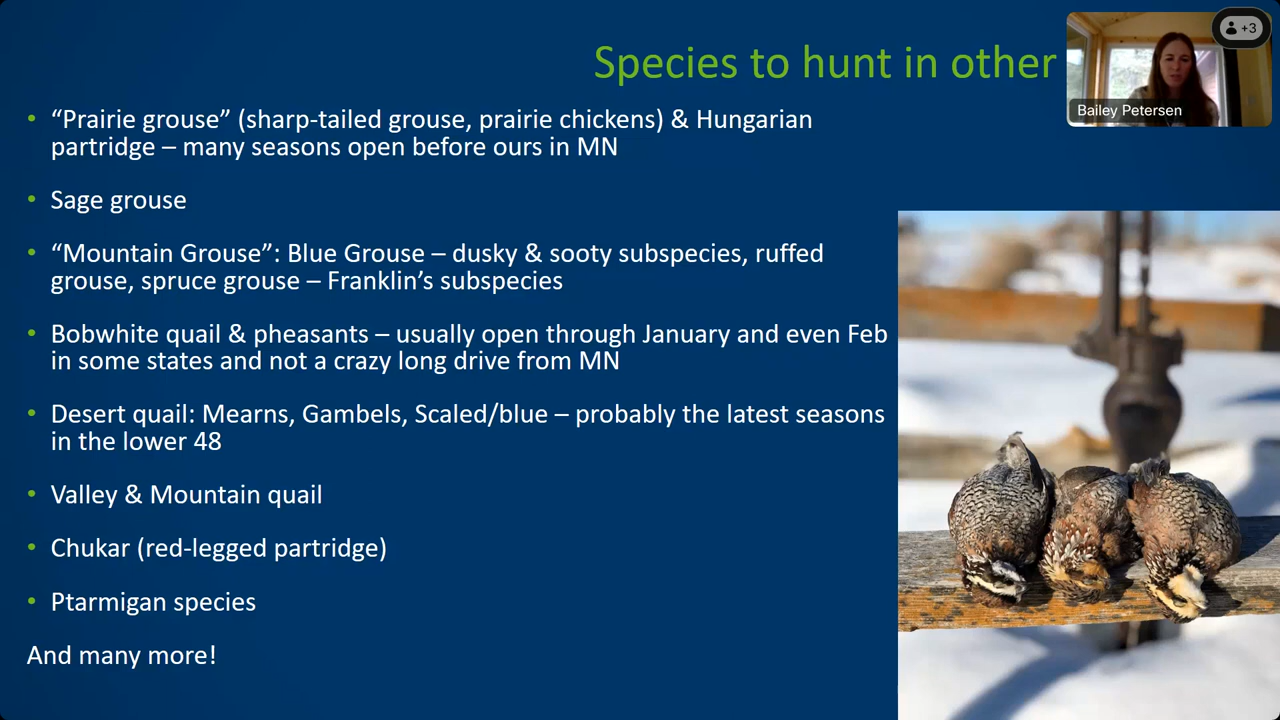 Species to hunt in other
+3
Bailey Petersen
• “Prairie grouse” (sharp-tailed grouse, prairie chickens) & Hungarian
partridge – many seasons open before ours in MN
• Sage grouse
• “Mountain Grouse”: Blue Grouse – dusky & sooty subspecies, ruffed
grouse, spruce grouse – Franklin’s subspecies
• Bobwhite quail & pheasants – usually open through January and even Feb
in some states and not a crazy long drive from MN
• Desert quail: Mearns, Gambels, Scaled/blue – probably the latest seasons
in the lower 48
• Valley & Mountain quail
• Chukar (red-legged partridge)
• Ptarmigan species
And many more!